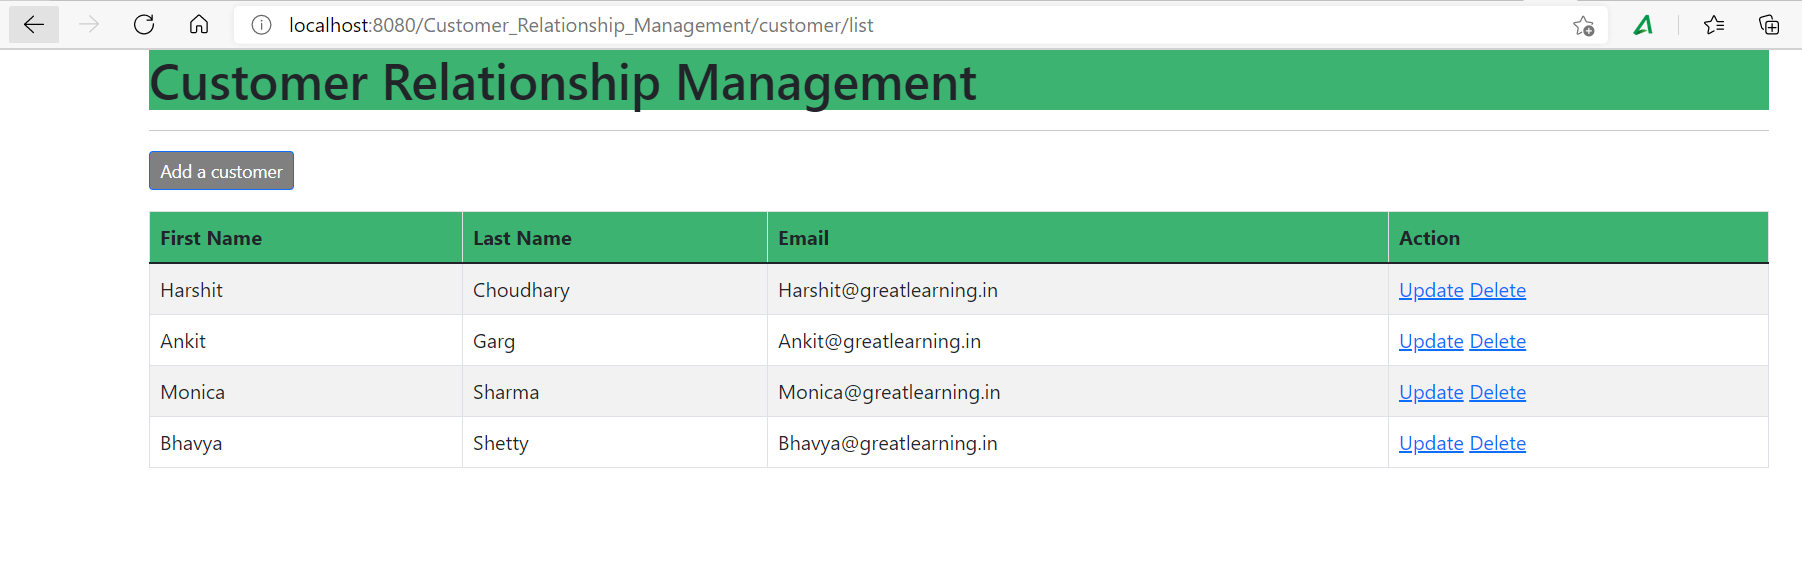 localhost:8080/Customer_Relationship_Management/customer/list
Customer Relationship Management
Add a customer
First Name Last Name Email Action
Harshit Choudhary Harshit@greatlearning.in Update Delete
Ankit Garg Ankit@greatlearning.in Update Delete
Monica Sharma Monica@greatlearning.in Update Delete
Bhavya Shetty Bhavya@greatlearning.in Update Delete